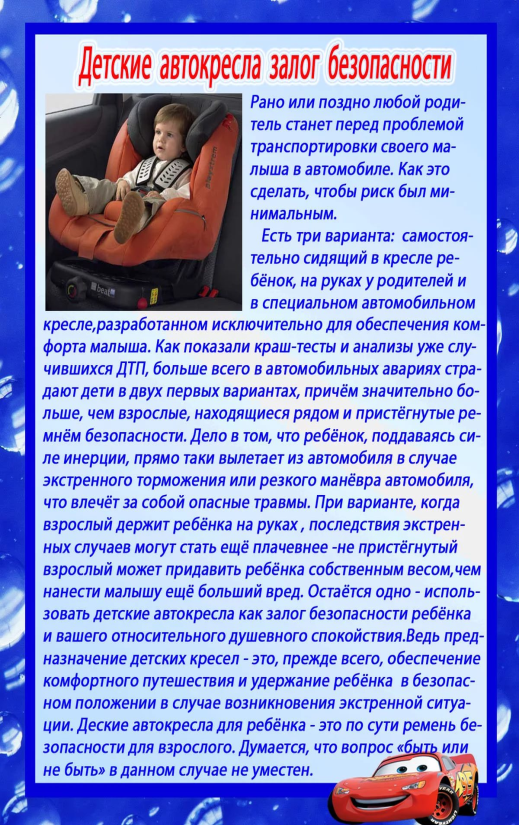 Детские автокресла залог безопасности
Рано или поздно любой роди-
тель станет перед проблемой
транспортировки своего ма-
лыша в автомобиле. Как это
сделать, чтобы риск был ми-
нимальным.
Есть три варианта: самостоя-
тельно сидящий в кресле ре-
бёнок, на руках у родителей и
в специальном автомобильном
кресле,разработанном исключительно для обеспечения ком-
форта малыша. Как показали краш-тесты и анализы уже слу-
чившихся ДТП, больше всего в автомобильных авариях стра-
дают дети в двух первых вариантах, причём значительно бо-
льше, чем взрослые, находящиеся рядом и пристёгнутые ре-
мнём безопасности. Дело в том, что ребёнок, поддаваясь си-
ле инерции, прямо таки вылетает из автомобиля в случае
экстренного торможения или резкого манёвра автомобиля,
что влечёт за собой опасные травмы. При варианте, когда
взрослый держит ребёнка на руках , последствия экстрен-
ных случаев могут стать ещё плачевнее -не пристёгнутый
взрослый может придавить ребёнка собственным весом,чем
нанести малышу ещё больший вред. Остаётся одно - исполь-
зовать детские автокресла как залог безопасности ребёнка
и вашего относительного душевного спокойствия.Ведь пред-
назначение детских кресел - это, прежде всего, обеспечение
комфортного путешествия и удержание ребёнка в безопас-
ном положении в случае возникновения экстренной ситуа-
ции. Деские автокресла для ребёнка - это по сути ремень бе-
зопасности для взрослого. Думается, что вопрос «быть или
не быть» в данном случае не уместен.